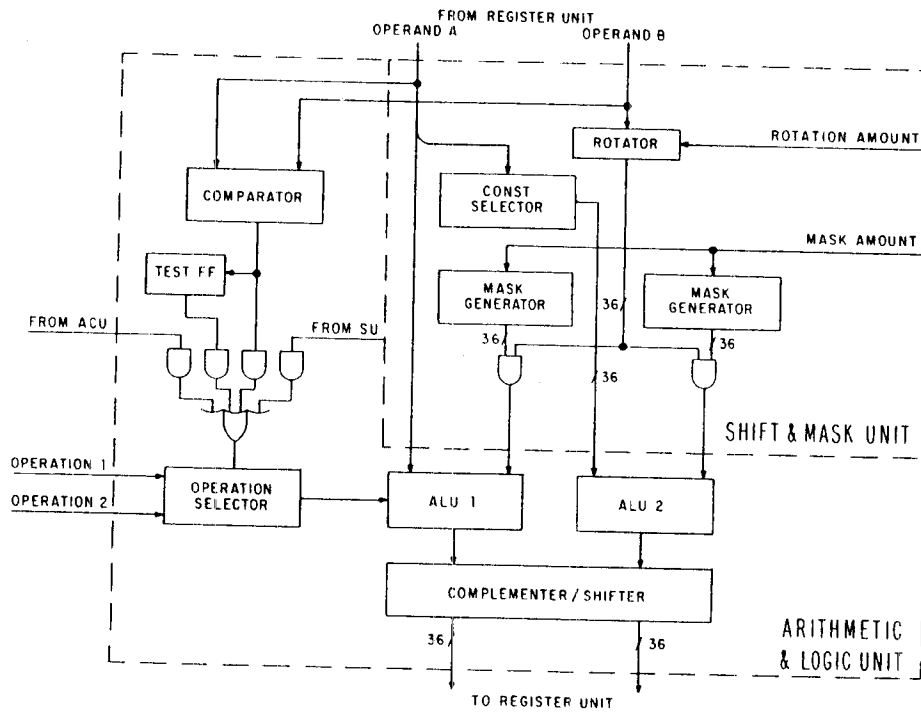 FROM REGISTER UNIT
OPERAND A
OPERAND B
ROTATOR
ROTATION AMOUNT
COMPARATOR
CONST
SELECTOR
MASK AMOUNT
TEST FF
MASK
GENERATOR
MASK
GENERATOR
36
FROM ACU
FROM SU
36
36
36
SHIFT & MASK UNIT
OPERATION 1
OPERATION 2
OPERATION
SELECTOR
ALU 1
ALU 2
COMPLEMENTER / SHIFTER
36
36
ARITHMETIC
& LOGIC UNIT
TO REGISTER UNIT